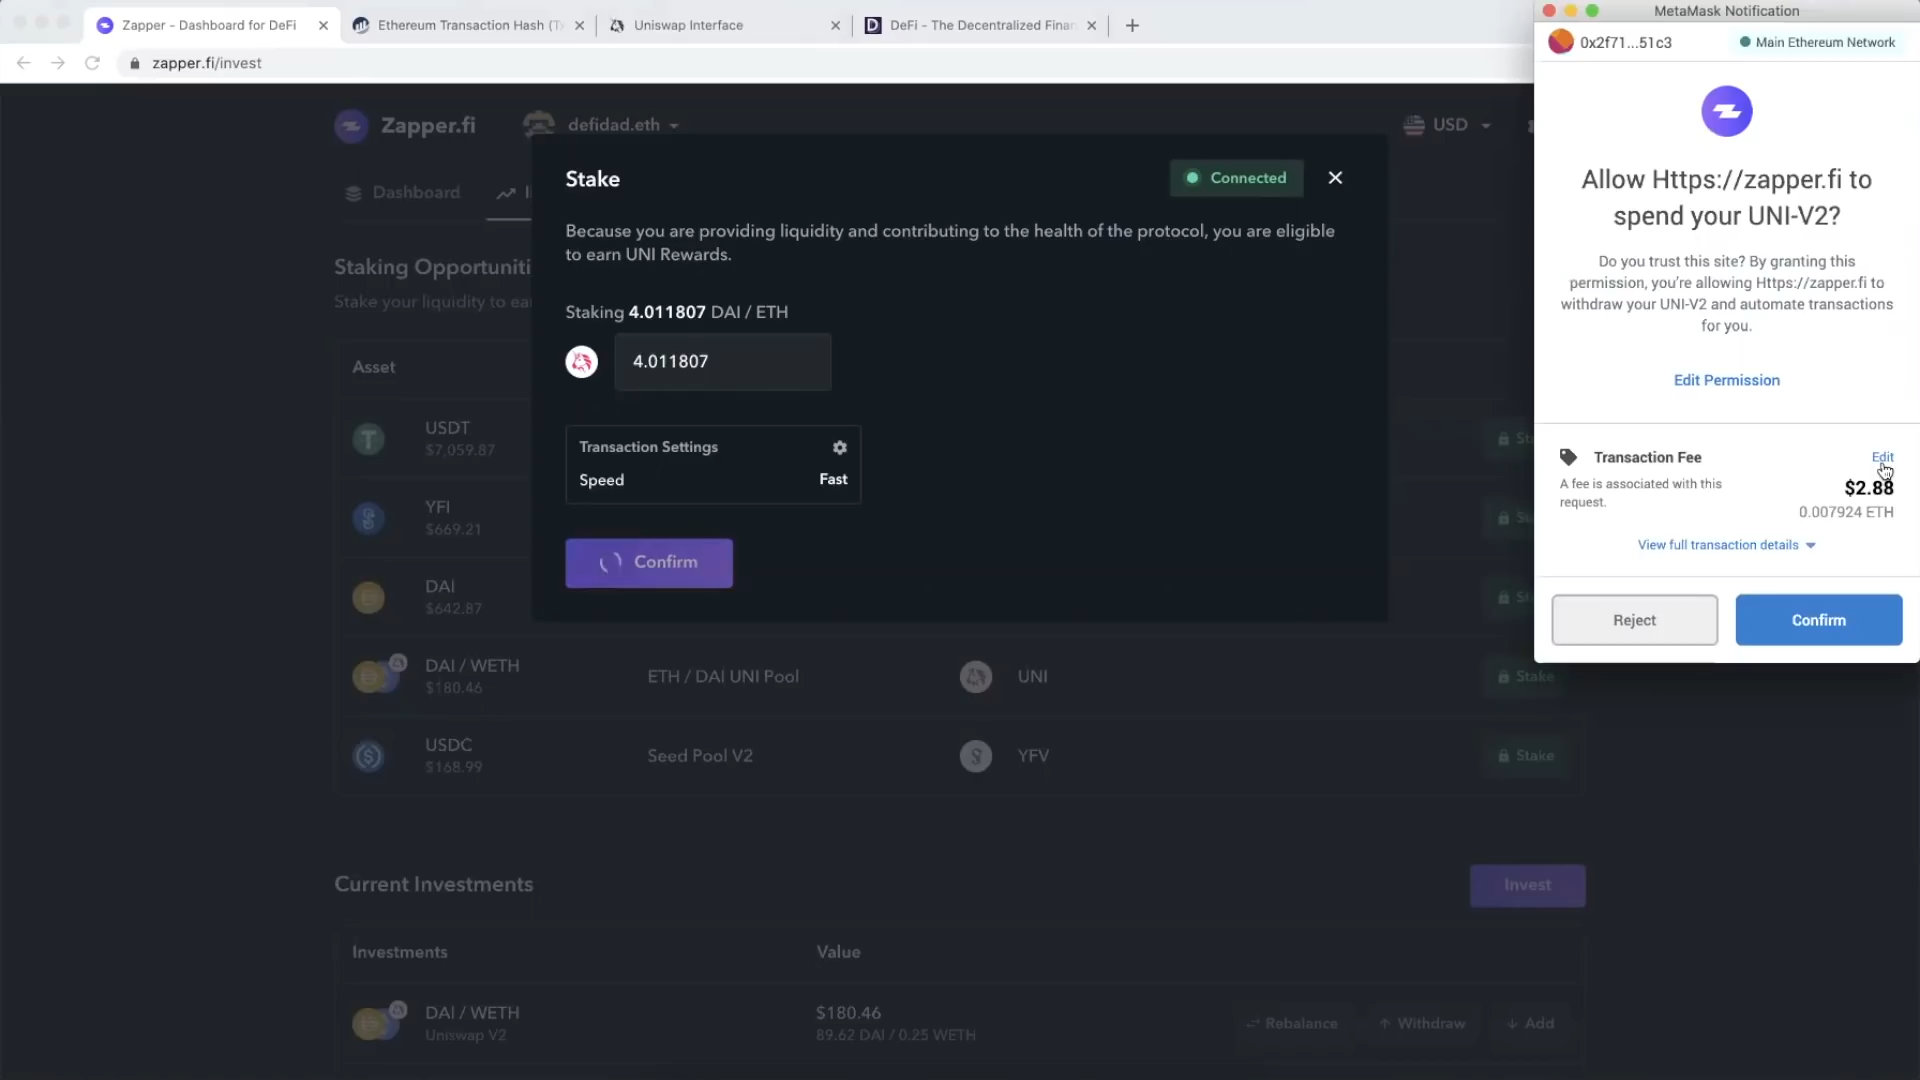 Zapper - Dashboard for DeFi
Ethereum Transaction Hash (T
Uniswap Interface
DeFi - The Decentralized Finan
zapper.fi/invest
Zapper.fi
defidad.eth
USD
Dashboard
Staking Opportuniti
Stake your liquidity to ea
Asset
USDT
$7,059.87
YFI
$669.21
DAI
$642.87
DAI / WETH
$180.46
ETH / DAI UNI Pool
UNI
Stake
USDC
$168.99
Seed Pool V2
YFV
Stake
Stake
Connected
Because you are providing liquidity and contributing to the health of the protocol, you are eligible
to earn UNI Rewards.
Staking 4.011807 DAI / ETH
4.011807
Transaction Settings
Speed
Fast
Confirm
Current Investments
Invest
Investments
Value
DAI / WETH
Uniswap V2
$180.46
89.62 DAI / 0.25 WETH
Rebalance
Withdraw
Add
MetaMask Notification
0x2f71...51c3
Main Ethereum Network
Allow Https://zapper.fi to
spend your UNI-V2?
Do you trust this site? By granting this
permission, you're allowing Https://zapper.fi to
withdraw your UNI-V2 and automate transactions
for you.
Edit Permission
Transaction Fee
Edit
A fee is associated with this
request.
$2.88
0.007924 ETH
View full transaction details
Reject
Confirm